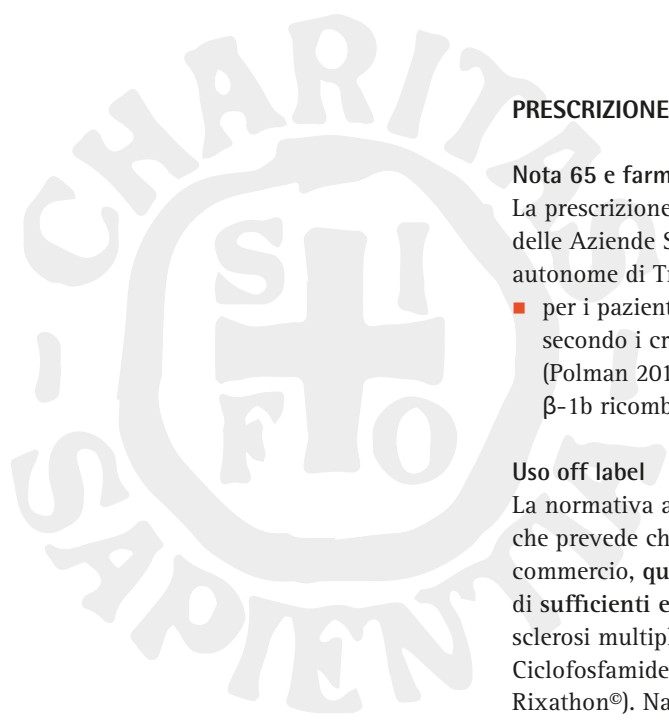 CHARITAS - SAPIENTIA -
S I
F O
PRESCRIZIONE
Nota 65 e farm
La prescrizione
delle Aziende S
autonome di T
per i pazient
secondo i cr
(Polman 201
β-1b ricomb
Uso off label
La normativa a
che prevede ch
commercio, qu
di sufficienti e
sclerosi multipl
Ciclofosfamide
Rixathon©). Na